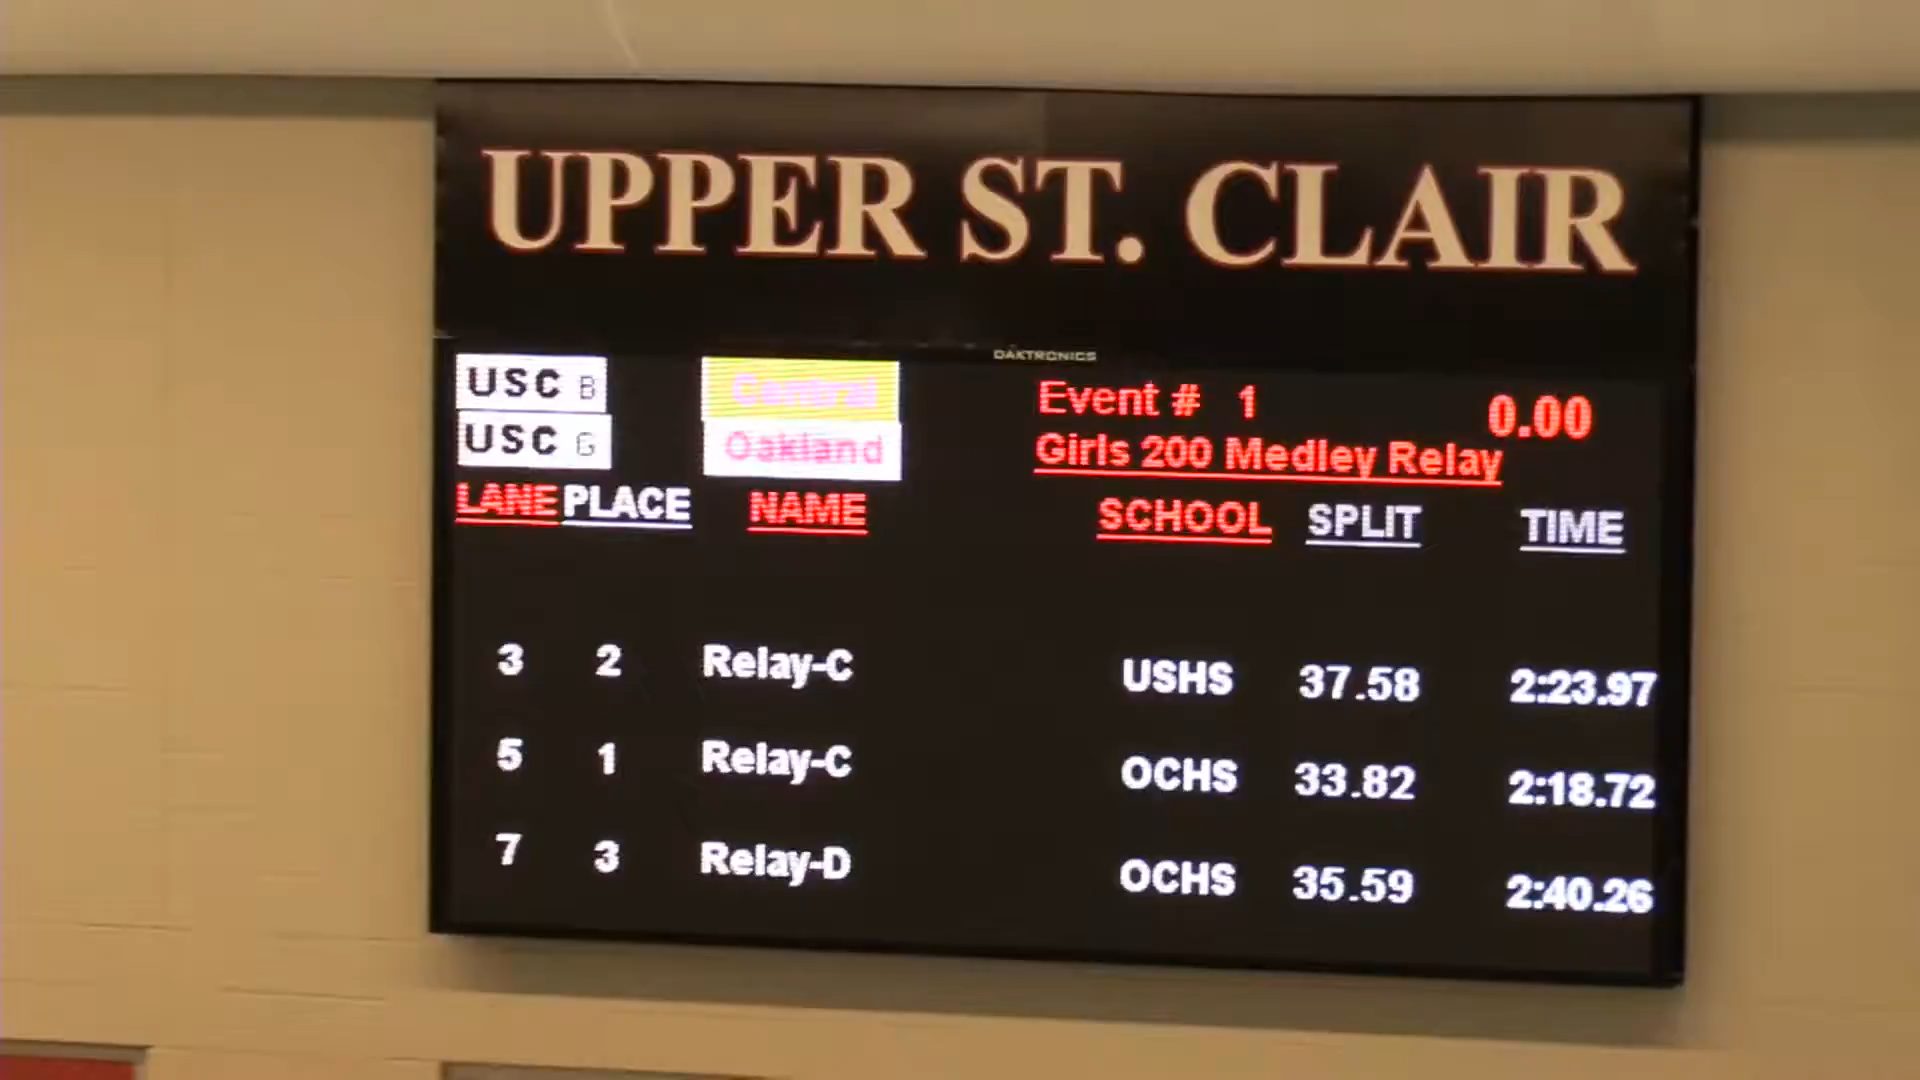 UPPER ST. CLAIR
DAKTRONICS
USC B Central Event # 1 0.00
USC G Oakland Girls 200 Medley Relay
LANE PLACE NAME SCHOOL SPLIT TIME
3 2 Relay-C USHS 37.58 2:23.97
5 1 Relay-C OCHS 33.82 2:18.72
7 3 Relay-D OCHS 35.59 2:40.26